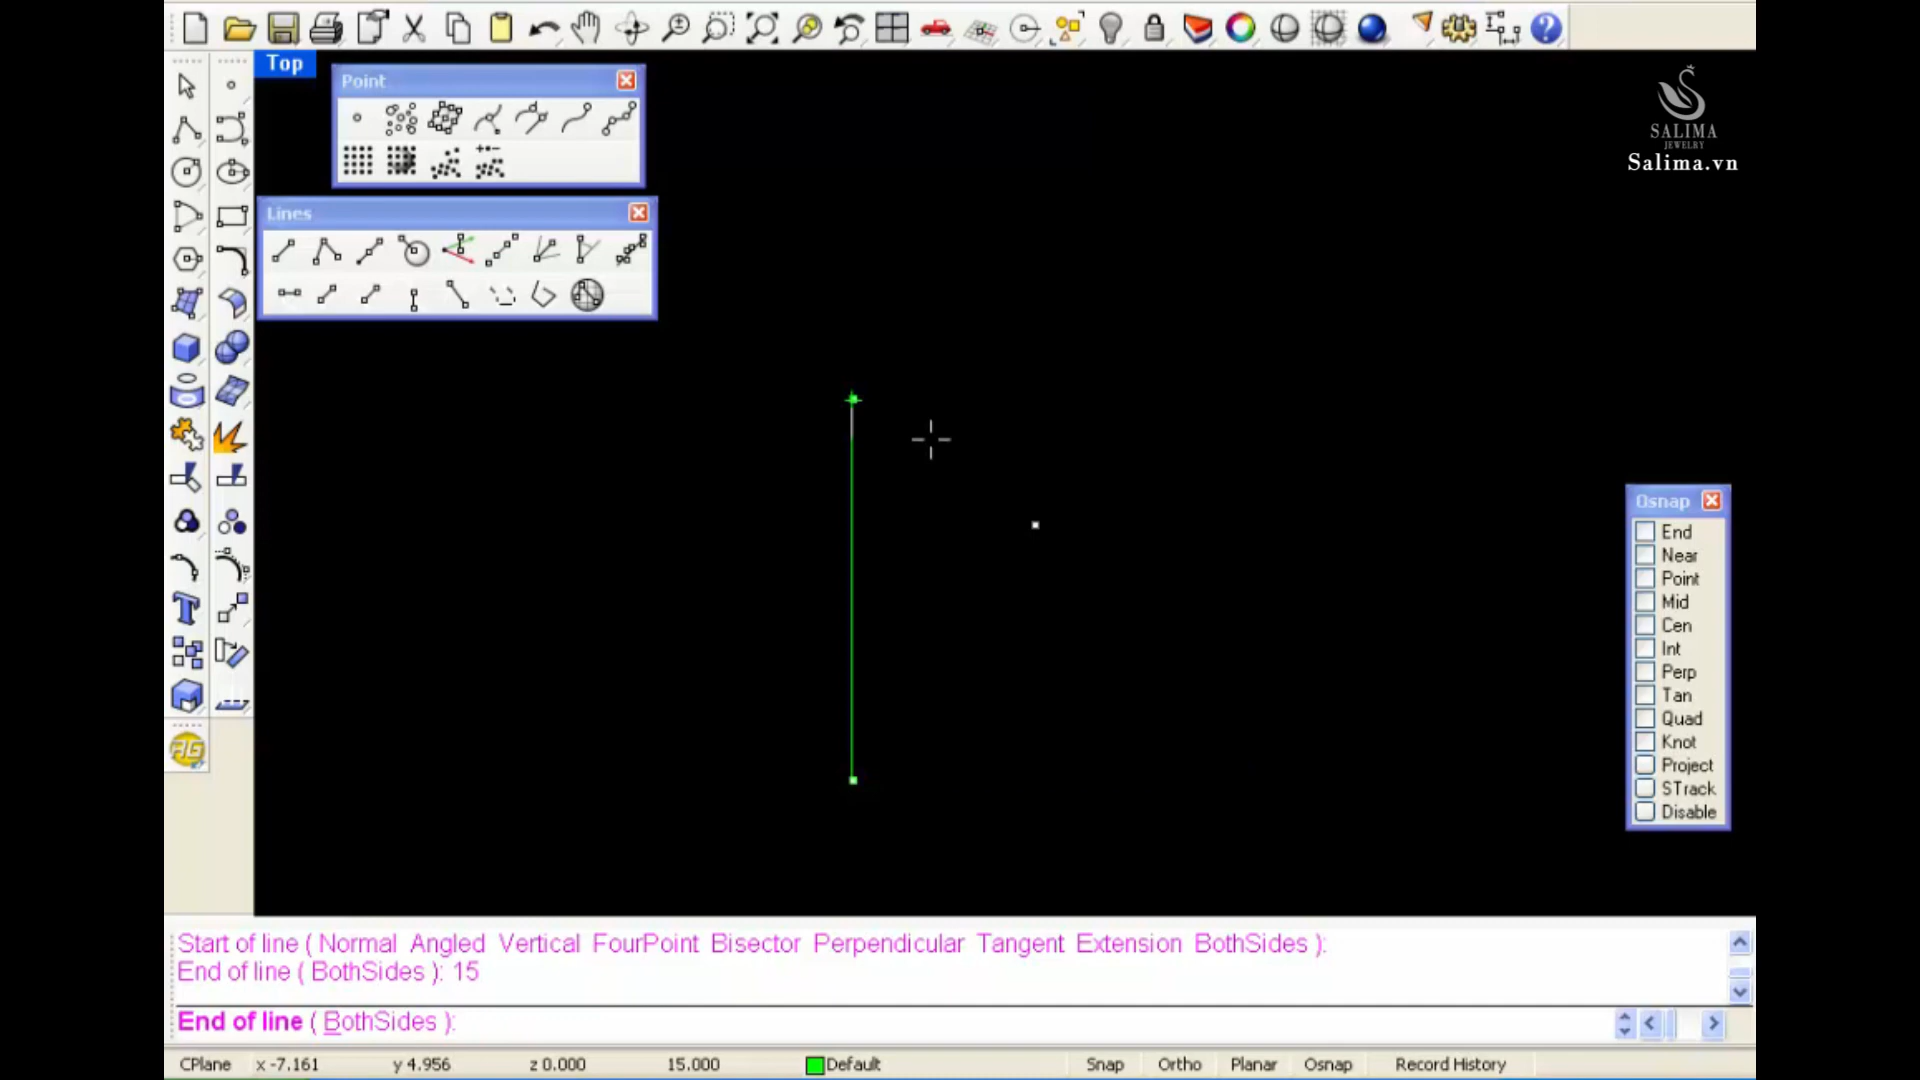 Top
Point
SALIMA
JEWELRY
Salima.vn
Lines
Osnap
End
Near
Point
Mid
Cen
Int
Perp
Tan
Quad
Knot
Project
STrack
Disable
Start of line ( Normal Angled Vertical FourPoint Bisector Perpendicular Tangent Extension BothSides ):
End of line ( BothSides ): 15
End of line ( BothSides ):
CPlane x -7.161 y 4.956 z 0.000 15.000 Default Snap Ortho Planar Osnap Record History